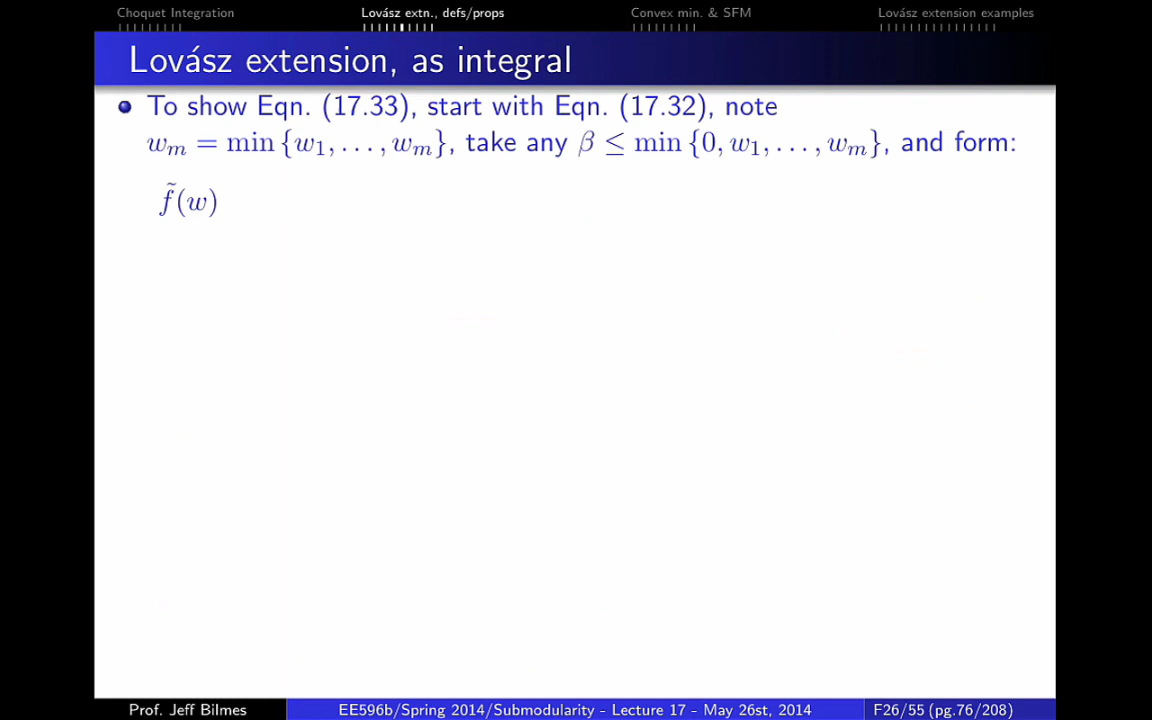 Choquet Integration Lovász extn., defs/props Convex min. & SFM Lovász extension examples
Lovász extension, as integral
To show Eqn. (17.33), start with Eqn. (17.32), note
wₘ = min {w₁, . . . , wₘ}, take any β ≤ min {0, w₁, . . . , wₘ}, and form:
f̃(w)
Prof. Jeff Bilmes EE596b/Spring 2014/Submodularity - Lecture 17 - May 26st, 2014 F26/55 (pg.76/208)